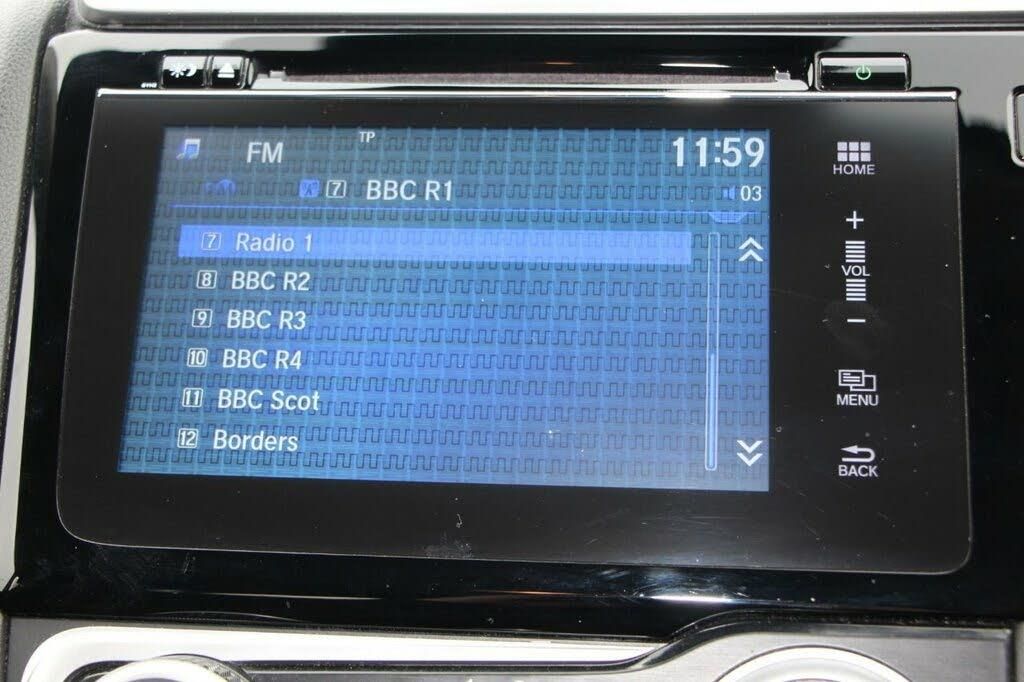 TP
FM
11:59
7 BBC R1
03
7 Radio 1
8 BBC R2
9 BBC R3
10 BBC R4
11 BBC Scot
12 Borders
HOME
+
VOL
−
MENU
BACK